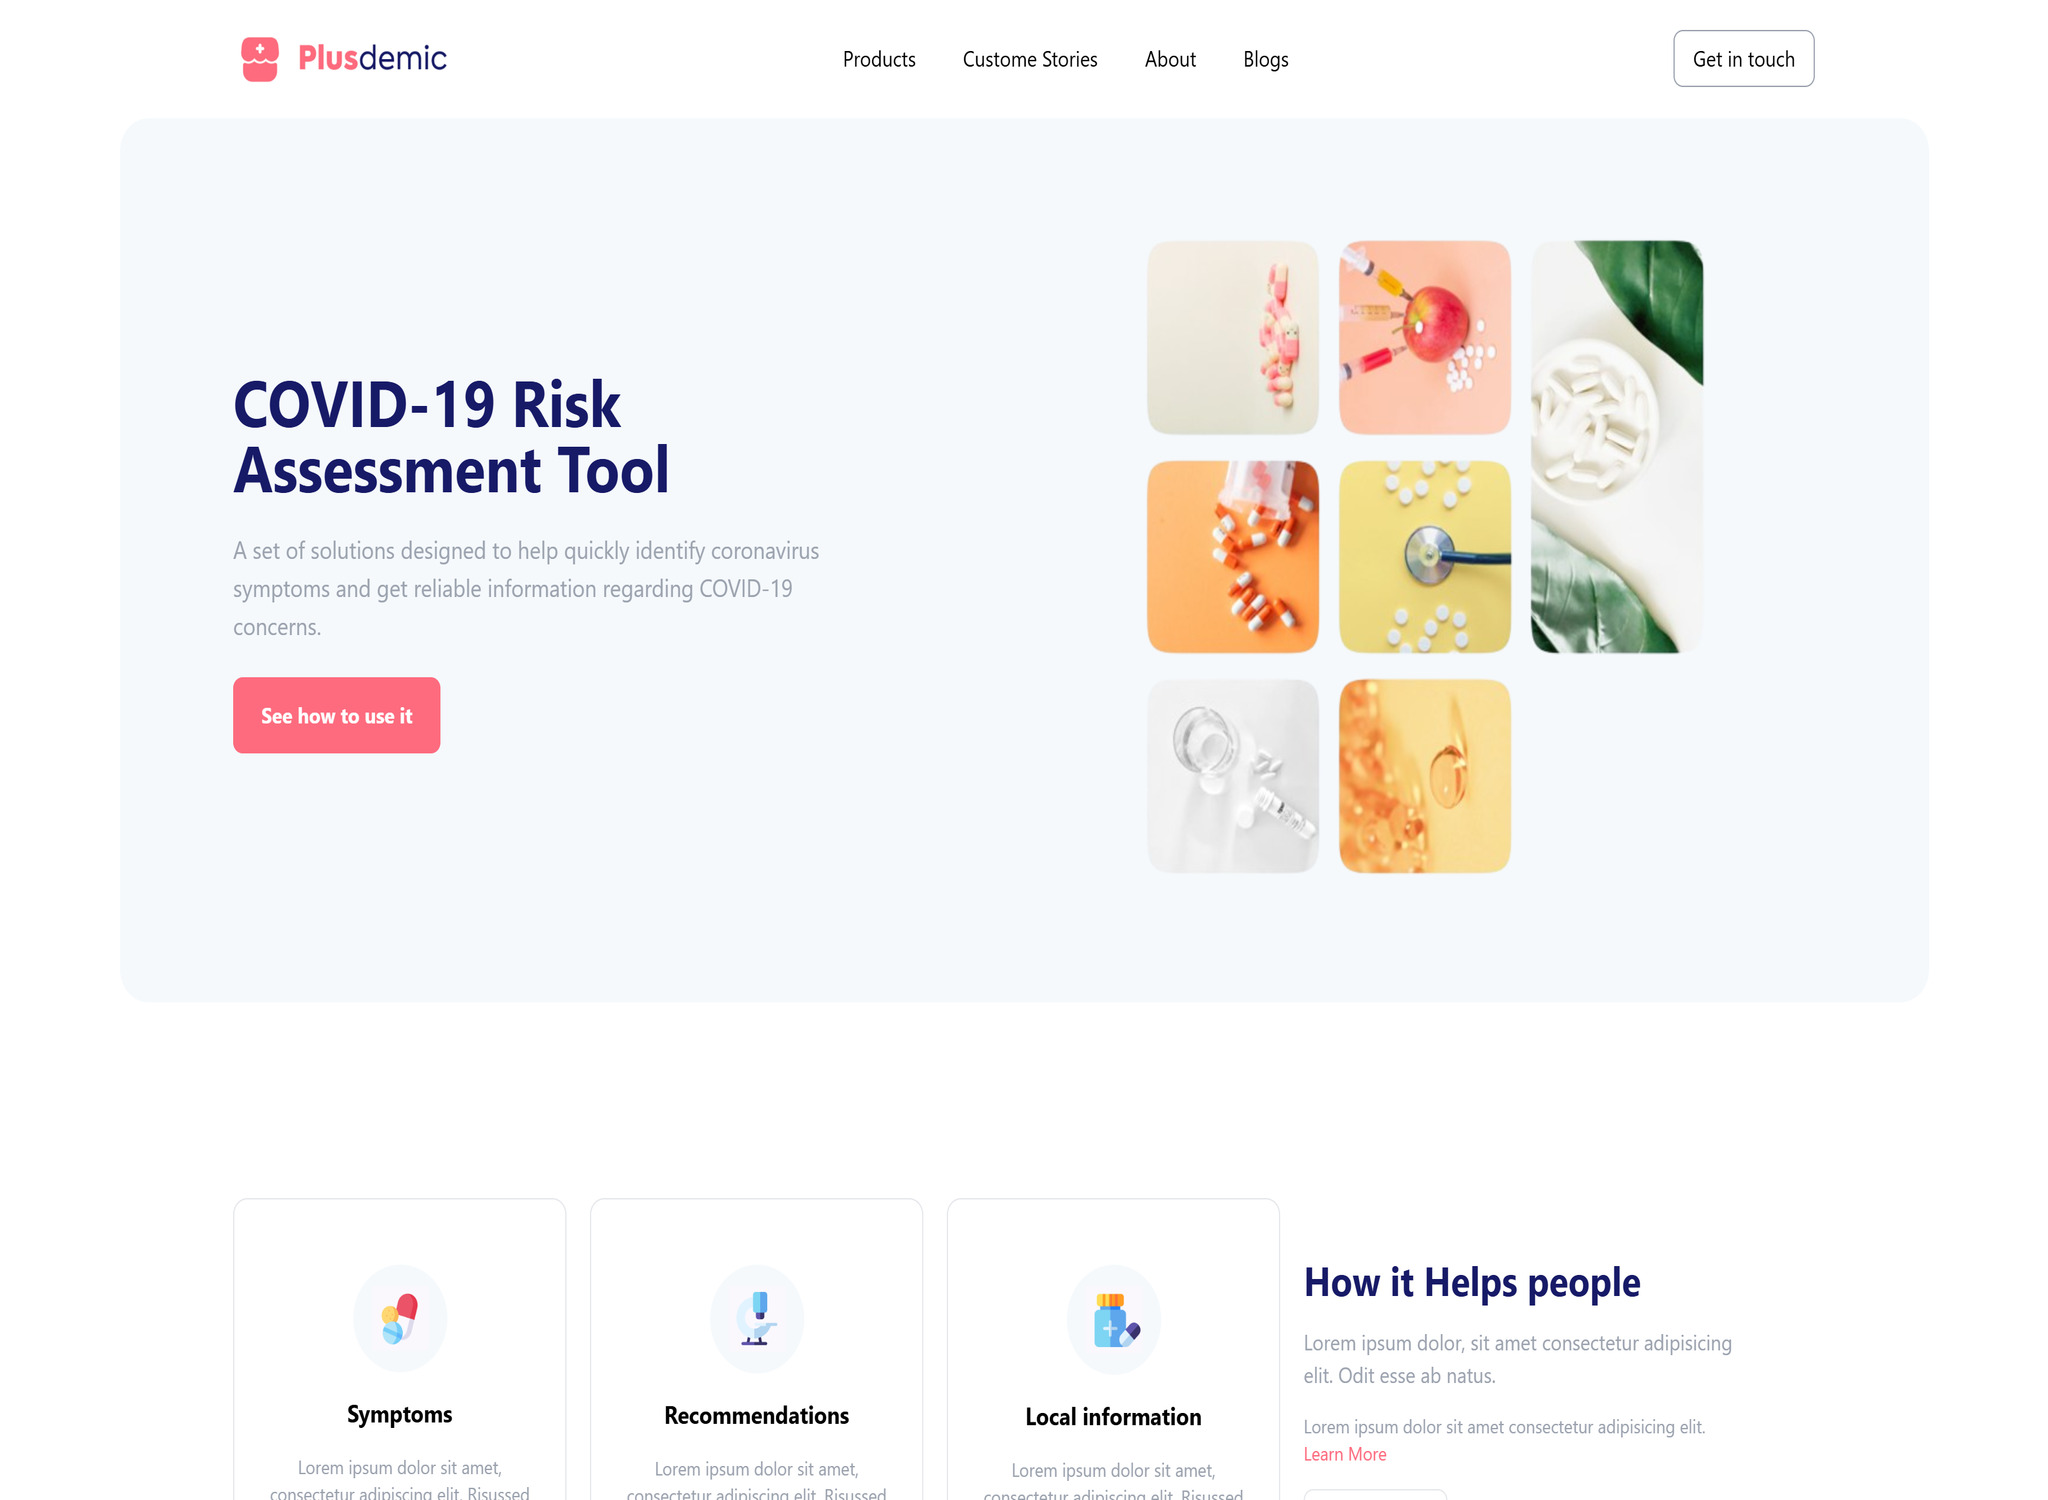 Plusdemic
Products
Custome Stories
About
Blogs
Get in touch
COVID-19 Risk
Assessment Tool
A set of solutions designed to help quickly identify coronavirus
symptoms and get reliable information regarding COVID-19
concerns.
See how to use it
Symptoms
Lorem ipsum dolor sit amet,
consectetur adipiscing elit. Risussed
Recommendations
Lorem ipsum dolor sit amet,
consectetur adipiscing elit. Risussed
Local information
Lorem ipsum dolor sit amet,
consectetur adipiscing elit. Risussed
How it Helps people
Lorem ipsum dolor, sit amet consectetur adipisicing
elit. Odit esse ab natus.
Lorem ipsum dolor sit amet consectetur adipisicing elit.
Learn More